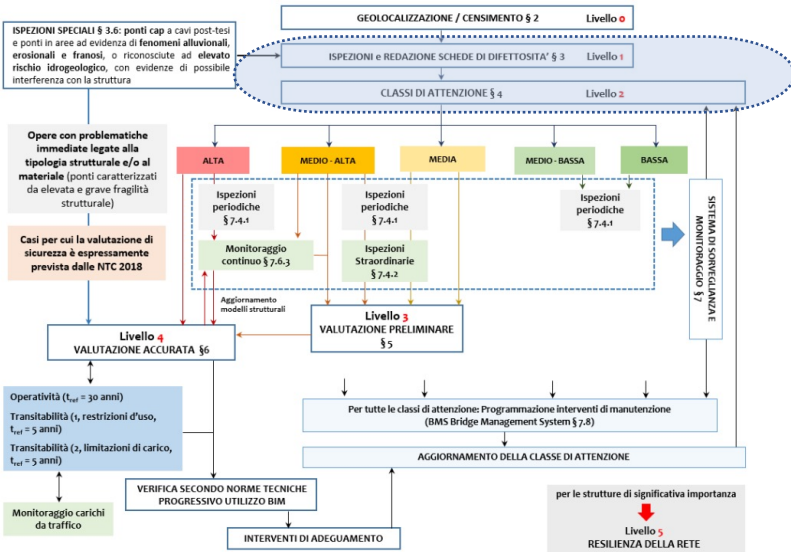 GEOLOCALIZZAZIONE / CENSIMENTO § 2 Livello 0
ISPEZIONI SPECIALI § 3.6: ponti cap a cavi post-tesi
e ponti in aree ad evidenza di fenomeni alluvionali,
erosionali e franosi, o riconosciute ad elevato
rischio idrogeologico, con evidenze di possibile
interferenza con la struttura
ISPEZIONI e REDAZIONE SCHEDE DI DIFETTOSITA' § 3 Livello 1
CLASSI DI ATTENZIONE § 4 Livello 2
Opere con problematiche
immediate legate alla
tipologia strutturale e/o al
materiale (ponti caratterizzati
da elevata e grave fragilità
strutturale)
ALTA
MEDIO - ALTA
MEDIA
MEDIO - BASSA
BASSA
Ispezioni
periodiche
§ 7.4.1
Ispezioni
periodiche
§ 7.4.1
Ispezioni
periodiche
§ 7.4.1
Monitoraggio
continuo § 7.6.3
Ispezioni
Straordinarie
§ 7.4.2
SISTEMA DI SORVEGLIANZA E
MONITORAGGIO § 7
Casi per cui la valutazione di
sicurezza è espressamente
prevista dalle NTC 2018
Aggiornamento
modelli strutturali
Livello 3
VALUTAZIONE PRELIMINARE
§ 5
Livello 4
VALUTAZIONE ACCURATA §6
Operatività (tref = 30 anni)
Transitabilità (1, restrizioni d'uso,
tref = 5 anni)
Transitabilità (2, limitazioni di carico,
tref = 5 anni)
Per tutte le classi di attenzione: Programmazione interventi di manutenzione
(BMS Bridge Management System § 7.8)
AGGIORNAMENTO DELLA CLASSE DI ATTENZIONE
Monitoraggio carichi
da traffico
VERIFICA SECONDO NORME TECNICHE
PROGRESSIVO UTILIZZO BIM
INTERVENTI DI ADEGUAMENTO
per le strutture di significativa importanza
Livello 5
RESILIENZA DELLA RETE